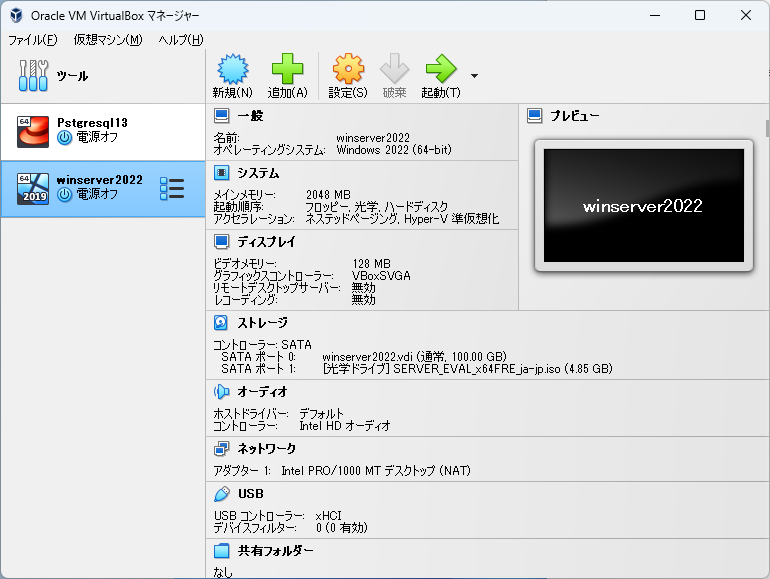 Oracle VM VirtualBox マネージャー
ファイル(F) 仮想マシン(M) ヘルプ(H)
ツール
新規(N) 追加(A) 設定(S) 破棄 起動(T)
64
Pstgresql13
電源オフ
64
2019
winserver2022
電源オフ
一般
名前: winserver2022
オペレーティングシステム: Windows 2022 (64-bit)
システム
メインメモリー: 2048 MB
起動順序: フロッピー, 光学, ハードディスク
アクセラレーション: ネステッドページング, Hyper-V 準仮想化
ディスプレイ
ビデオメモリー: 128 MB
グラフィックスコントローラー: VBoxSVGA
リモートデスクトップサーバー: 無効
レコーディング: 無効
プレビュー
winserver2022
ストレージ
コントローラー: SATA
SATA ポート 0: winserver2022.vdi (通常, 100.00 GB)
SATA ポート 1: [光学ドライブ] SERVER_EVAL_x64FRE_ja-jp.iso (4.85 GB)
オーディオ
ホストドライバー: デフォルト
コントローラー: Intel HD オーディオ
ネットワーク
アダプター 1: Intel PRO/1000 MT デスクトップ (NAT)
USB
USB コントローラー: xHCI
デバイスフィルター: 0 (0 有効)
共有フォルダー
なし